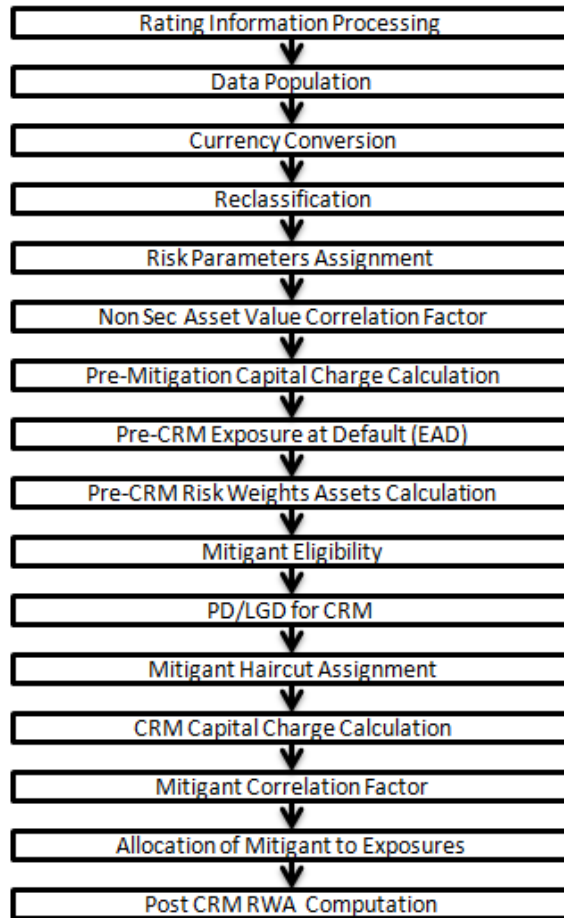 Rating Information Processing
Data Population
Currency Conversion
Reclassification
Risk Parameters Assignment
Non Sec Asset Value Correlation Factor
Pre-Mitigation Capital Charge Calculation
Pre-CRM Exposure at Default (EAD)
Pre-CRM Risk Weights Assets Calculation
Mitigant Eligibility
PD/LGD for CRM
Mitigant Haircut Assignment
CRM Capital Charge Calculation
Mitigant Correlation Factor
Allocation of Mitigant to Exposures
Post CRM RWA Computation